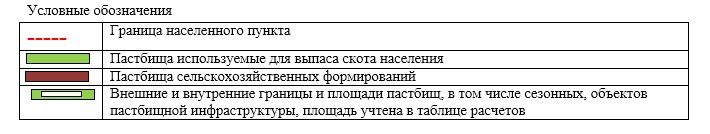 Условные обозначения
Граница населенного пункта
Пастбища используемые для выпаса скота населения
Пастбища сельскохозяйственных формирований
Внешние и внутренние границы и площади пастбищ, в том числе сезонных, объектов
пастбищной инфраструктуры, площадь учтена в таблице расчетов